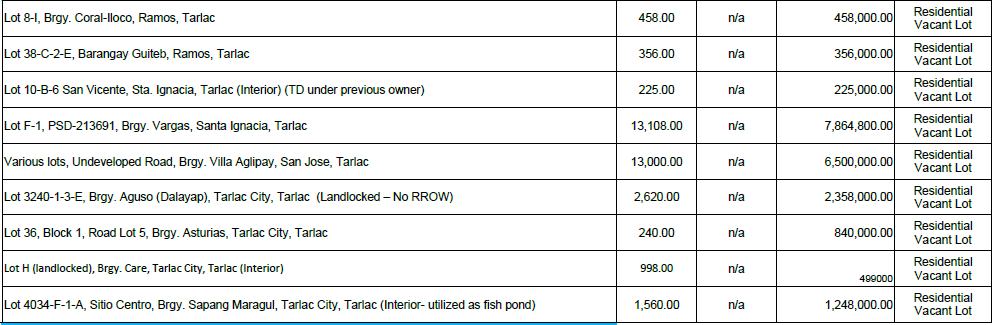 Lot 8-I, Brgy. Coral-Iloco, Ramos, Tarlac 458.00 n/a 458,000.00 Residential Vacant Lot
Lot 38-C-2-E, Barangay Guiteb, Ramos, Tarlac 356.00 n/a 356,000.00 Residential Vacant Lot
Lot 10-B-6 San Vicente, Sta. Ignacia, Tarlac (Interior) (TD under previous owner) 225.00 n/a 225,000.00 Residential Vacant Lot
Lot F-1, PSD-213691, Brgy. Vargas, Santa Ignacia, Tarlac 13,108.00 n/a 7,864,800.00 Residential Vacant Lot
Various lots, Undeveloped Road, Brgy. Villa Aglipay, San Jose, Tarlac 13,000.00 n/a 6,500,000.00 Residential Vacant Lot
Lot 3240-1-3-E, Brgy. Aguso (Dalayap), Tarlac City, Tarlac (Landlocked – No RROW) 2,620.00 n/a 2,358,000.00 Residential Vacant Lot
Lot 36, Block 1, Road Lot 5, Brgy. Asturias, Tarlac City, Tarlac 240.00 n/a 840,000.00 Residential Vacant Lot
Lot H (landlocked), Brgy. Care, Tarlac City, Tarlac (Interior) 998.00 n/a 499000 Residential Vacant Lot
Lot 4034-F-1-A, Sitio Centro, Brgy. Sapang Maragul, Tarlac City, Tarlac (Interior- utilized as fish pond) 1,560.00 n/a 1,248,000.00 Residential Vacant Lot